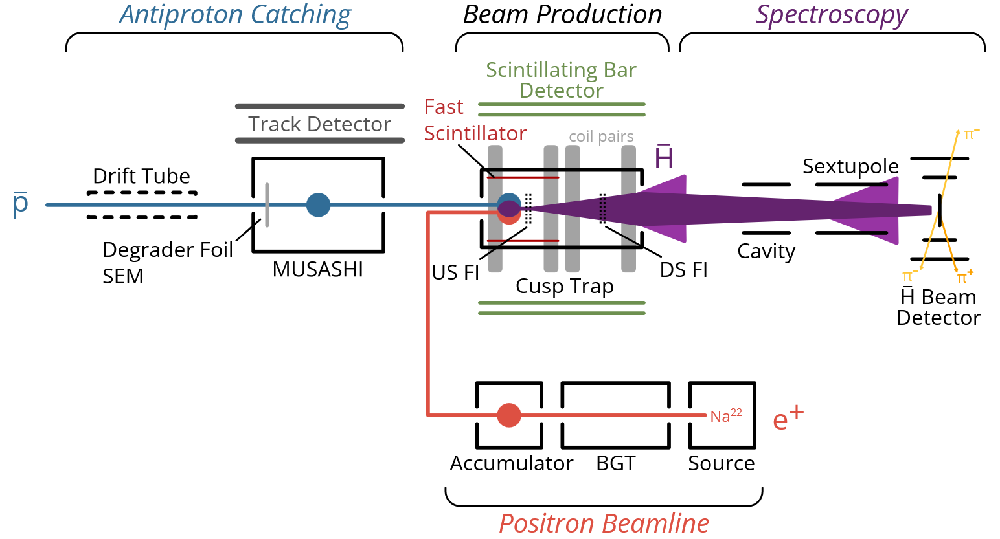 Antiproton Catching
Beam Production
Spectroscopy
Scintillating Bar
Detector
Fast
Scintillator
Track Detector
coil pairs
H̅
π⁻
Drift Tube
Sextupole
p̅
Degrader Foil
SEM
MUSASHI
US FI
DS FI
Cusp Trap
Cavity
π⁻
π⁺
H̅ Beam
Detector
Na²²
e⁺
Accumulator
BGT
Source
Positron Beamline